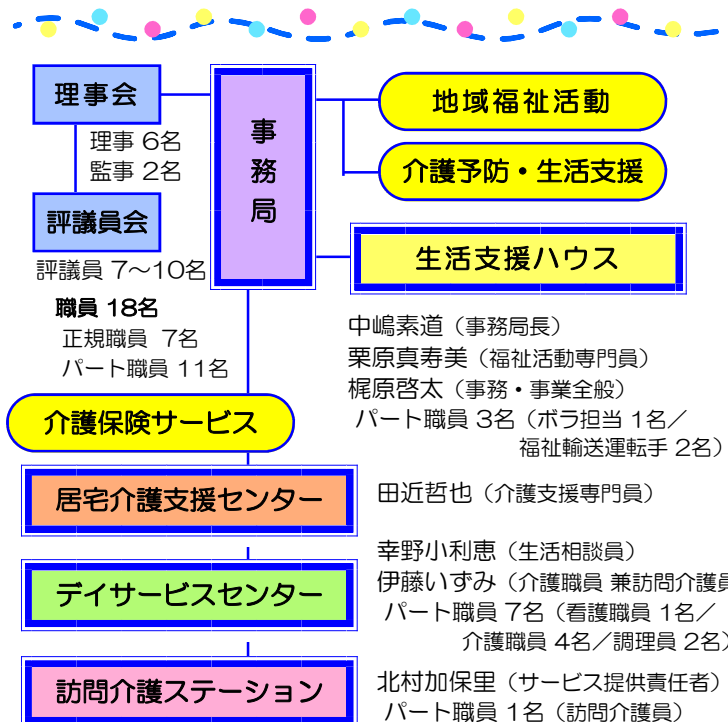 理事会
理事 6名
監事 2名
評議員会
評議員 7～10名
職員 18名
正規職員 7名
パート職員 11名
事務局
地域福祉活動
介護予防・生活支援
生活支援ハウス
中嶋素道（事務局長）
栗原真寿美（福祉活動専門員）
梶原啓太（事務・事業全般）
パート職員 3名（ボラ担当 1名／
福祉輸送運転手 2名）
介護保険サービス
居宅介護支援センター
田近哲也（介護支援専門員）
デイサービスセンター
幸野小利恵（生活相談員）
伊藤いずみ（介護職員 兼訪問介護員
パート職員 7名（看護職員 1名／
介護職員 4名／調理員 2名）
訪問介護ステーション
北村加保里（サービス提供責任者）
パート職員 1名（訪問介護員）